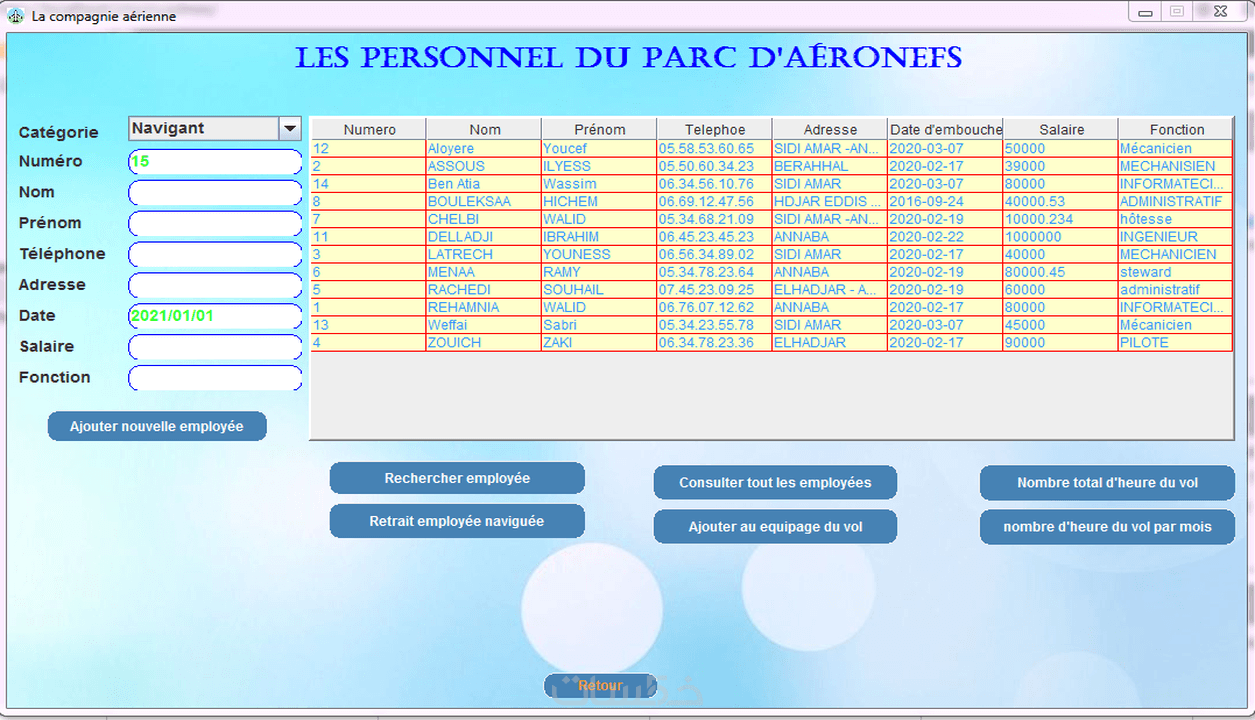 La compagnie aérienne
LES PERSONNEL DU PARC D'AÉRONEFS
Catégorie Navigant
Numéro 15
Nom
Prénom
Téléphone
Adresse
Date 2021/01/01
Salaire
Fonction
Ajouter nouvelle employée
Numero Nom Prénom Telephoe Adresse Date d'embouche Salaire Fonction
12 Aloyere Youcef 05.58.53.60.65 SIDI AMAR -AN... 2020-03-07 50000 Mécanicien
2 ASSOUS ILYESS 05.50.60.34.23 BERAHHAL 2020-02-17 39000 MECHANISIEN
14 Ben Atia Wassim 06.34.56.10.76 SIDI AMAR 2020-03-07 80000 INFORMATECI...
8 BOULEKSAA HICHEM 06.69.12.47.56 HDJAR EDDIS ... 2016-09-24 40000.53 ADMINISTRATIF
7 CHELBI WALID 05.34.68.21.09 SIDI AMAR -AN... 2020-02-19 10000.234 hôtesse
11 DELLADJI IBRAHIM 06.45.23.45.23 ANNABA 2020-02-22 1000000 INGENIEUR
3 LATRECH YOUNESS 06.56.34.89.02 SIDI AMAR 2020-02-17 40000 MECHANICIEN
6 MENAA RAMY 05.34.78.23.64 ANNABA 2020-02-19 80000.45 steward
5 RACHEDI SOUHAIL 07.45.23.09.25 ELHADJAR - A... 2020-02-19 60000 administratif
1 REHAMNIA WALID 06.76.07.12.62 ANNABA 2020-02-17 80000 INFORMATECI...
13 Weffai Sabri 05.34.23.55.78 SIDI AMAR 2020-03-07 45000 Mécanicien
4 ZOUICH ZAKI 06.34.78.23.36 ELHADJAR 2020-02-17 90000 PILOTE
Rechercher employée Consulter tout les employées Nombre total d'heure du vol
Retrait employée naviguée Ajouter au equipage du vol nombre d'heure du vol par mois
Retour